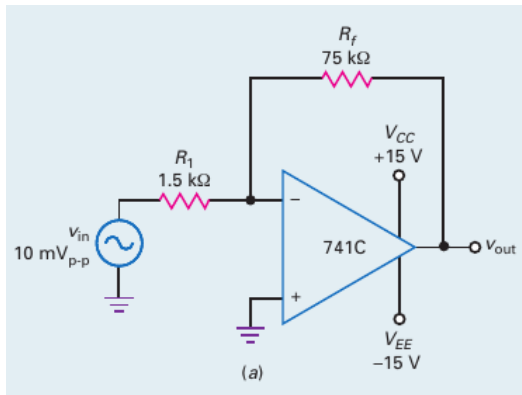 Rf
75 kΩ
VCC
+15 V
R1
1.5 kΩ
vin
10 mVp-p
−
741C
+
vout
VEE
−15 V
(a)